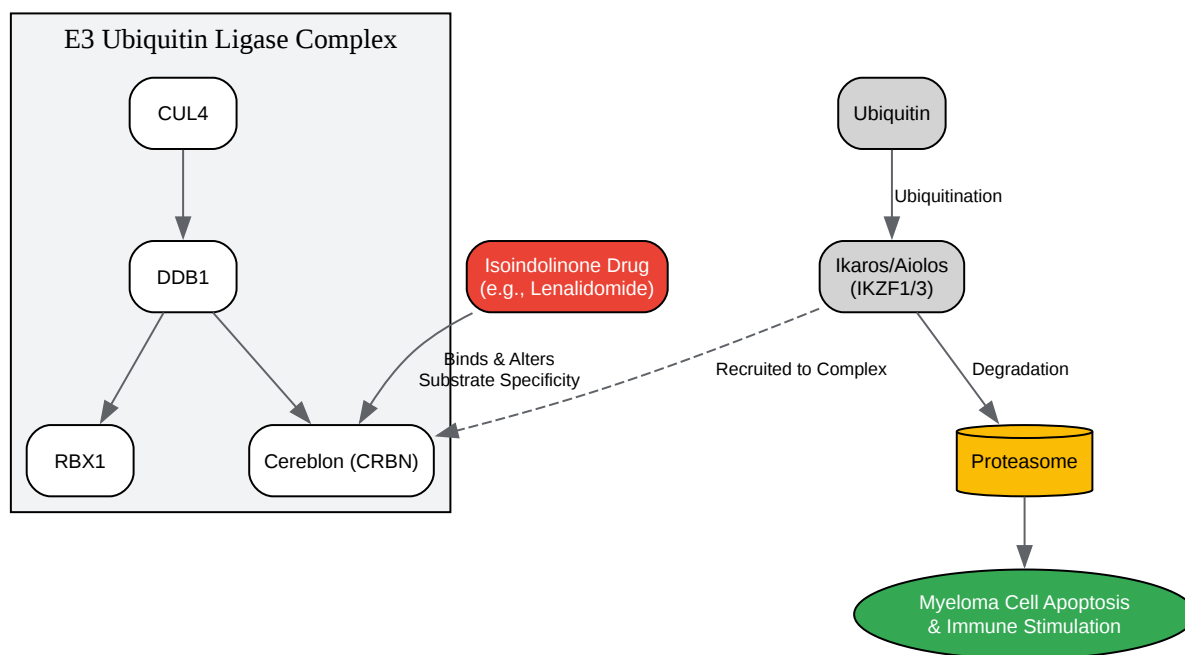 E3 Ubiquitin Ligase Complex
CUL4
Ubiquitin
Ubiquitination
DDB1
Isoindolinone Drug
(e.g., Lenalidomide)
Ikaros/Aiolos
(IKZF1/3)
Binds & Alters
Substrate Specificity
Recruited to Complex
Degradation
RBX1
Cereblon (CRBN)
Proteasome
Myeloma Cell Apoptosis
& Immune Stimulation